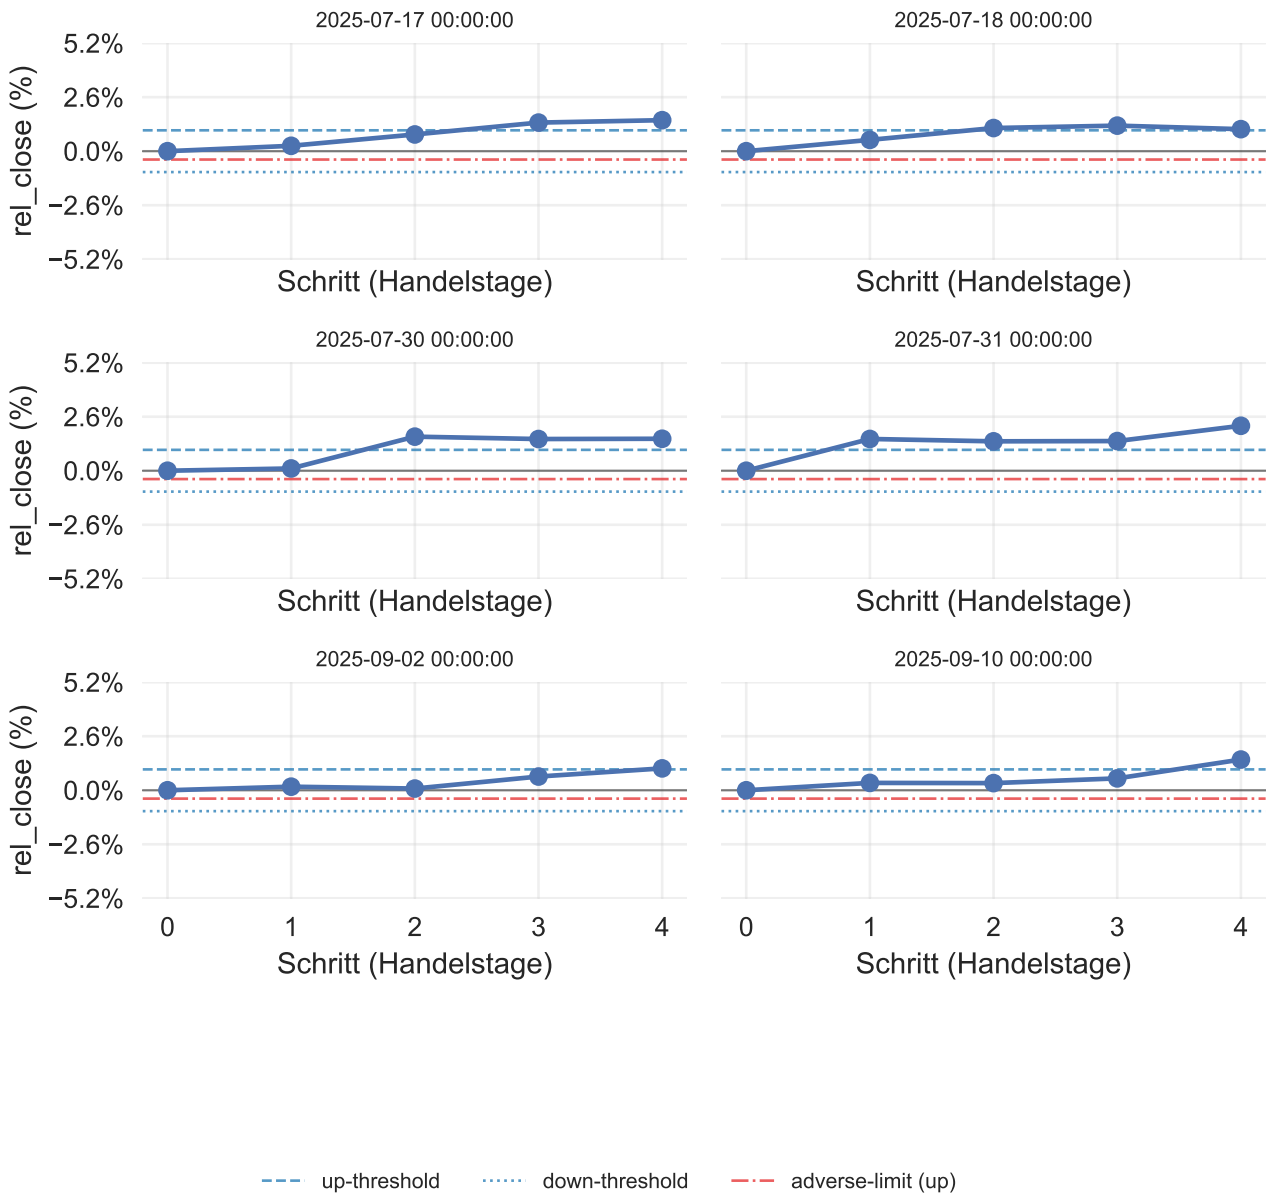 2025-07-17 00:00:00
2025-07-18 00:00:00
5.2%
2.6%
0.0%
−2.6%
−5.2%
rel_close (%)
Schritt (Handelstage)
Schritt (Handelstage)
2025-07-30 00:00:00
2025-07-31 00:00:00
5.2%
2.6%
0.0%
−2.6%
−5.2%
rel_close (%)
Schritt (Handelstage)
Schritt (Handelstage)
2025-09-02 00:00:00
2025-09-10 00:00:00
5.2%
2.6%
0.0%
−2.6%
−5.2%
rel_close (%)
0 1 2 3 4
0 1 2 3 4
Schritt (Handelstage)
Schritt (Handelstage)
up-threshold down-threshold adverse-limit (up)